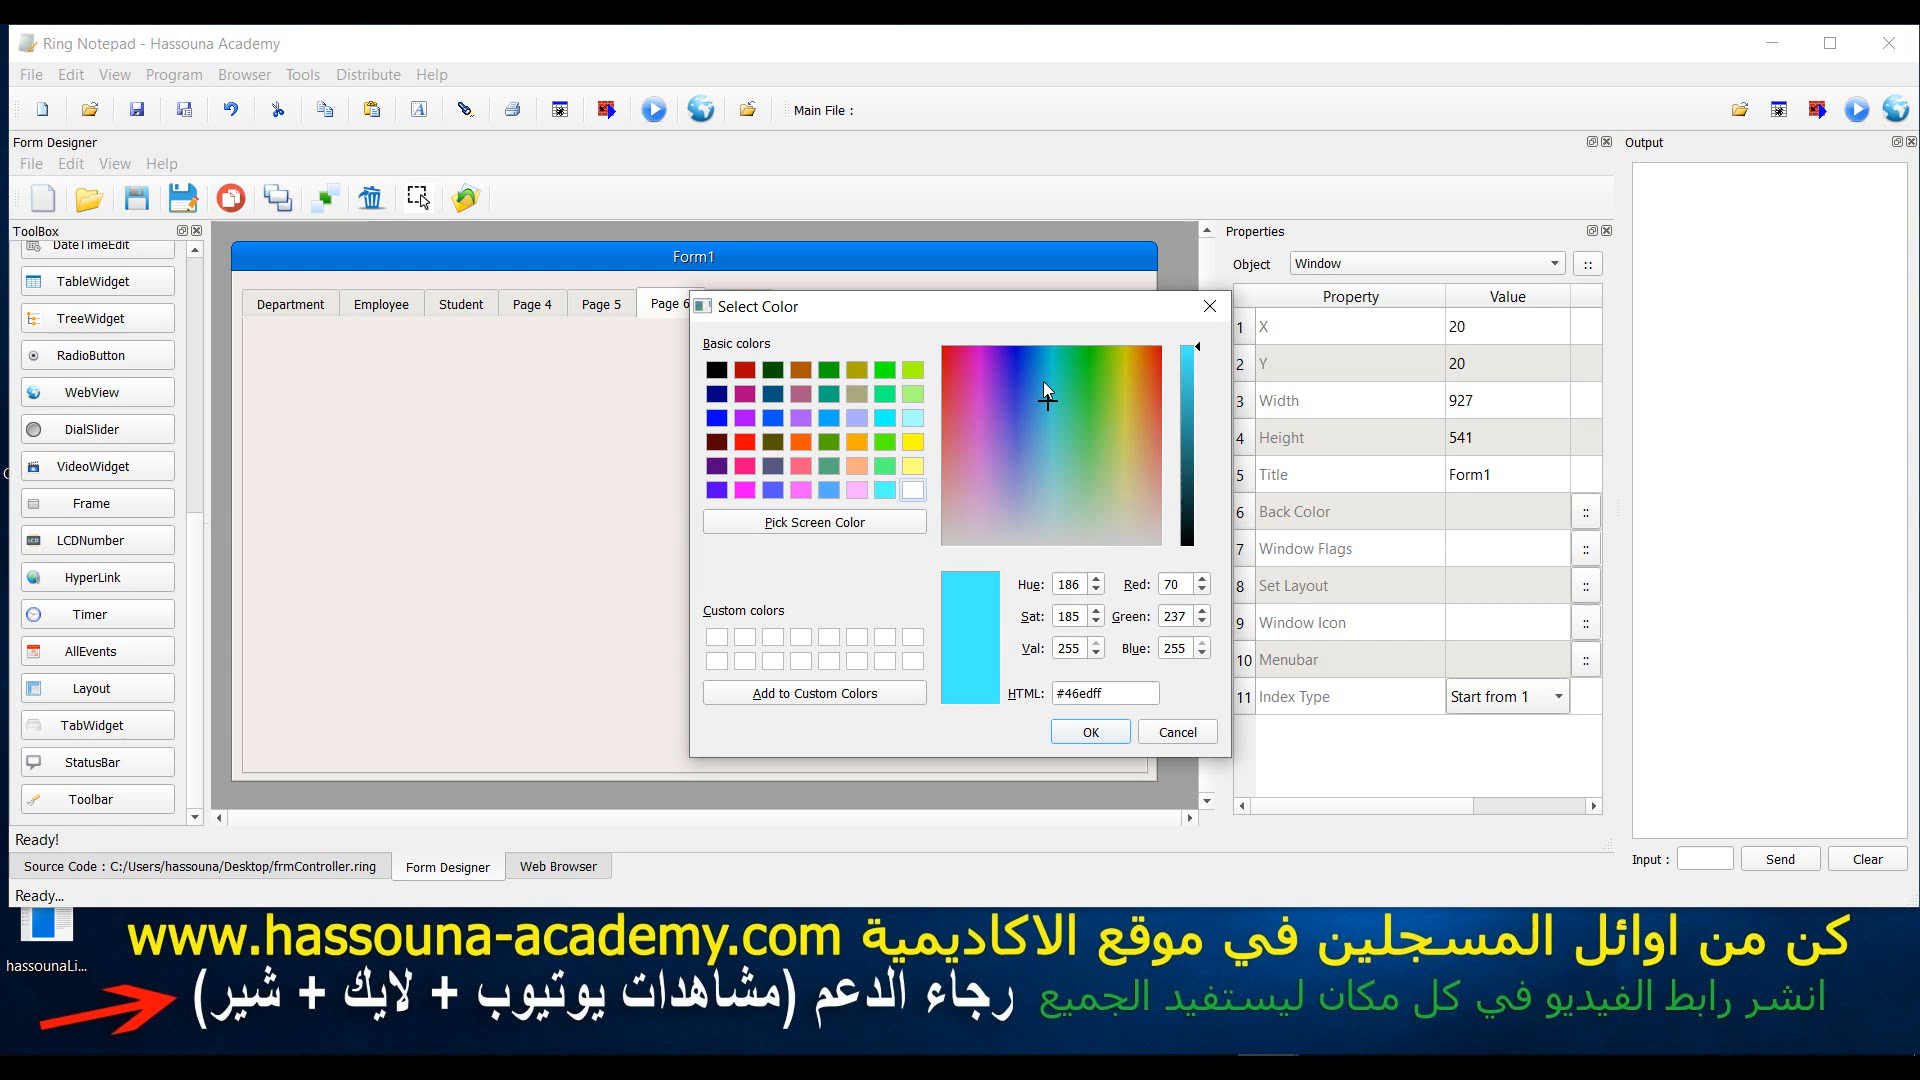 Ring Notepad - Hassouna Academy
File Edit View Program Browser Tools Distribute Help
Main File :
Form Designer
Output
File Edit View Help
ToolBox
Properties
DateTimeEdit
TableWidget
TreeWidget
RadioButton
WebView
DialSlider
VideoWidget
Frame
LCDNumber
HyperLink
Timer
AllEvents
Layout
TabWidget
StatusBar
Toolbar
Form1
Department Employee Student Page 4 Page 5 Page 6
Select Color
Basic colors
Pick Screen Color
Custom colors
Add to Custom Colors
Hue: 186 Red: 70
Sat: 185 Green: 237
Val: 255 Blue: 255
HTML: #46edff
OK Cancel
Object Window ::
Property Value
1 X 20
2 Y 20
3 Width 927
4 Height 541
5 Title Form1
6 Back Color ::
7 Window Flags ::
8 Set Layout ::
9 Window Icon ::
10 Menubar ::
11 Index Type Start from 1
Ready!
Source Code : C:/Users/hassouna/Desktop/frmController.ring Form Designer Web Browser
Input : Send Clear
Ready...
hassounaLi...
كن من اوائل المسجلين في موقع الاكاديمية www.hassouna-academy.com
انشر رابط الفيديو في كل مكان ليستفيد الجميع رجاء الدعم (مشاهدات يوتيوب + لايك + شير)